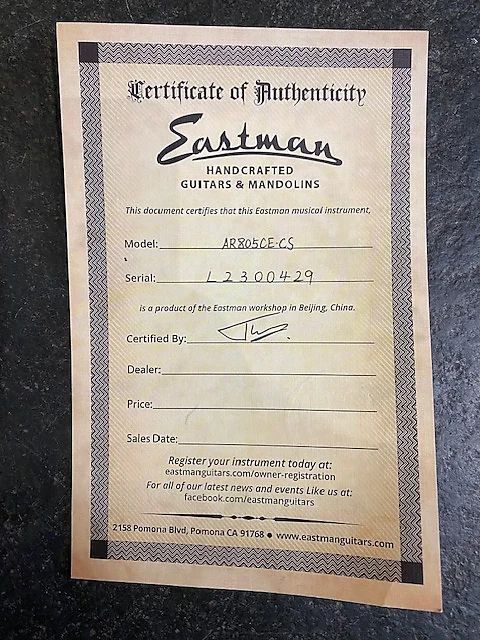 Certificate of Authenticity
Eastman
HANDCRAFTED
GUITARS & MANDOLINS
This document certifies that this Eastman musical instrument,
Model: AR805CE-CS
Serial: L2300429
is a product of the Eastman workshop in Beijing, China.
Certified By:
Dealer:
Price:
Sales Date:
Register your instrument today at:
eastmanguitars.com/owner-registration
For all of our latest news and events Like us at:
facebook.com/eastmanguitars
2158 Pomona Blvd, Pomona CA 91768 ● www.eastmanguitars.com